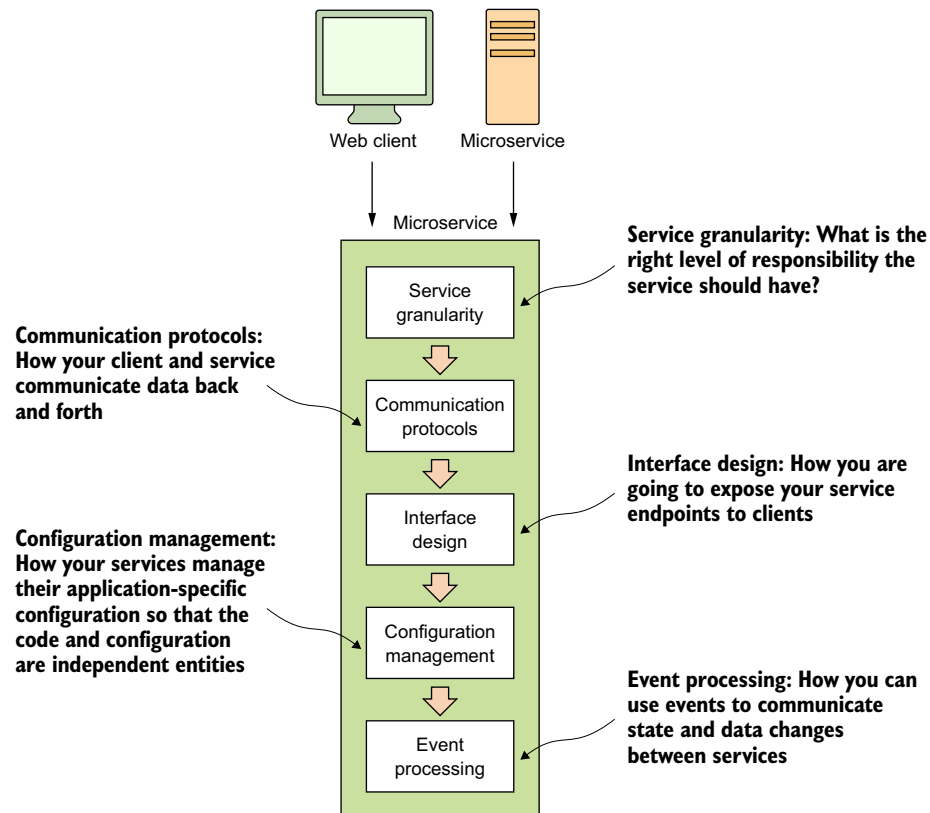 Web client
Microservice
Microservice
Service granularity: What is the
right level of responsibility the
service should have?
Service
granularity
Communication protocols:
How your client and service
communicate data back
and forth
Communication
protocols
Interface design: How you are
going to expose your service
endpoints to clients
Interface
design
Configuration management:
How your services manage
their application-specific
configuration so that the
code and configuration
are independent entities
Configuration
management
Event processing: How you can
use events to communicate
state and data changes
between services
Event
processing